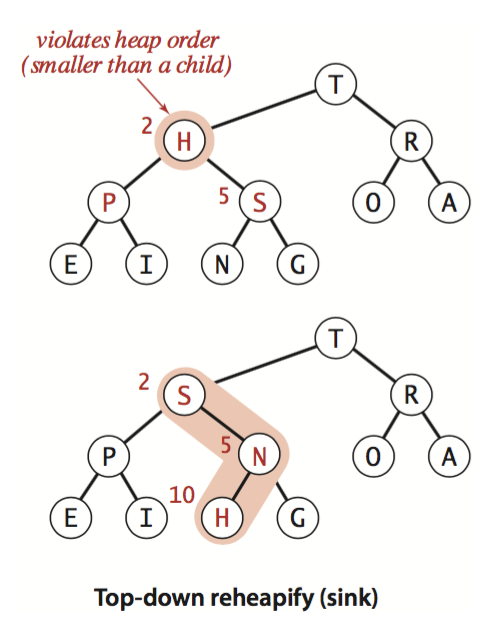 violates heap order
(smaller than a child)
T
2
H
R
P
5
S
O
A
E
I
N
G
T
2
S
R
P
5
N
O
A
10
E
I
H
G
Top-down reheapify (sink)